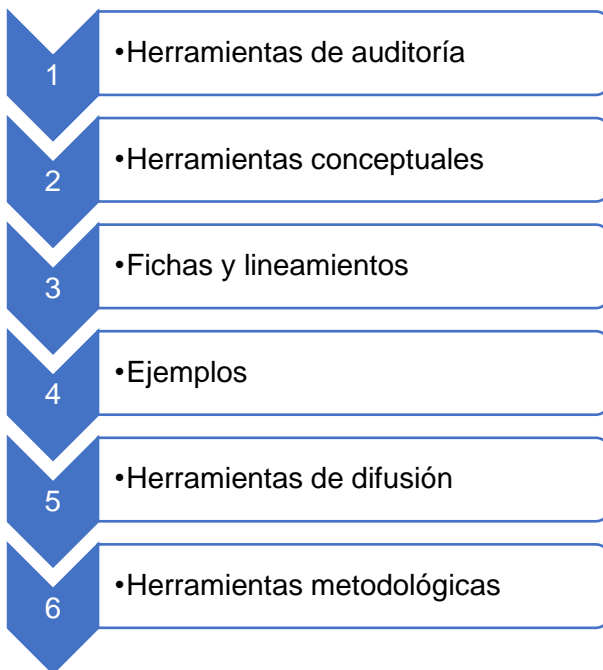 1
•Herramientas de auditoría
2
•Herramientas conceptuales
3
•Fichas y lineamientos
4
•Ejemplos
5
•Herramientas de difusión
6
•Herramientas metodológicas